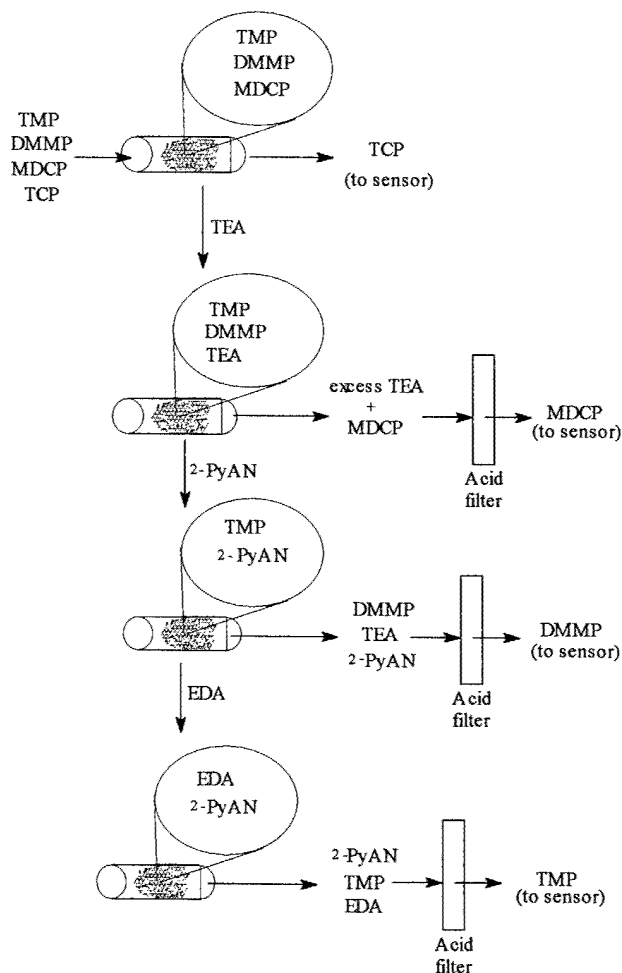 TMP
DMMP
MDCP
TMP
DMMP
MDCP
TCP
TCP
(to sensor)
TEA
TMP
DMMP
TEA
excess TEA
+
MDCP
MDCP
(to sensor)
Acid
filter
2-PyAN
TMP
2-PyAN
DMMP
TEA
2-PyAN
DMMP
(to sensor)
Acid
filter
EDA
EDA
2-PyAN
2-PyAN
TMP
EDA
TMP
(to sensor)
Acid
filter